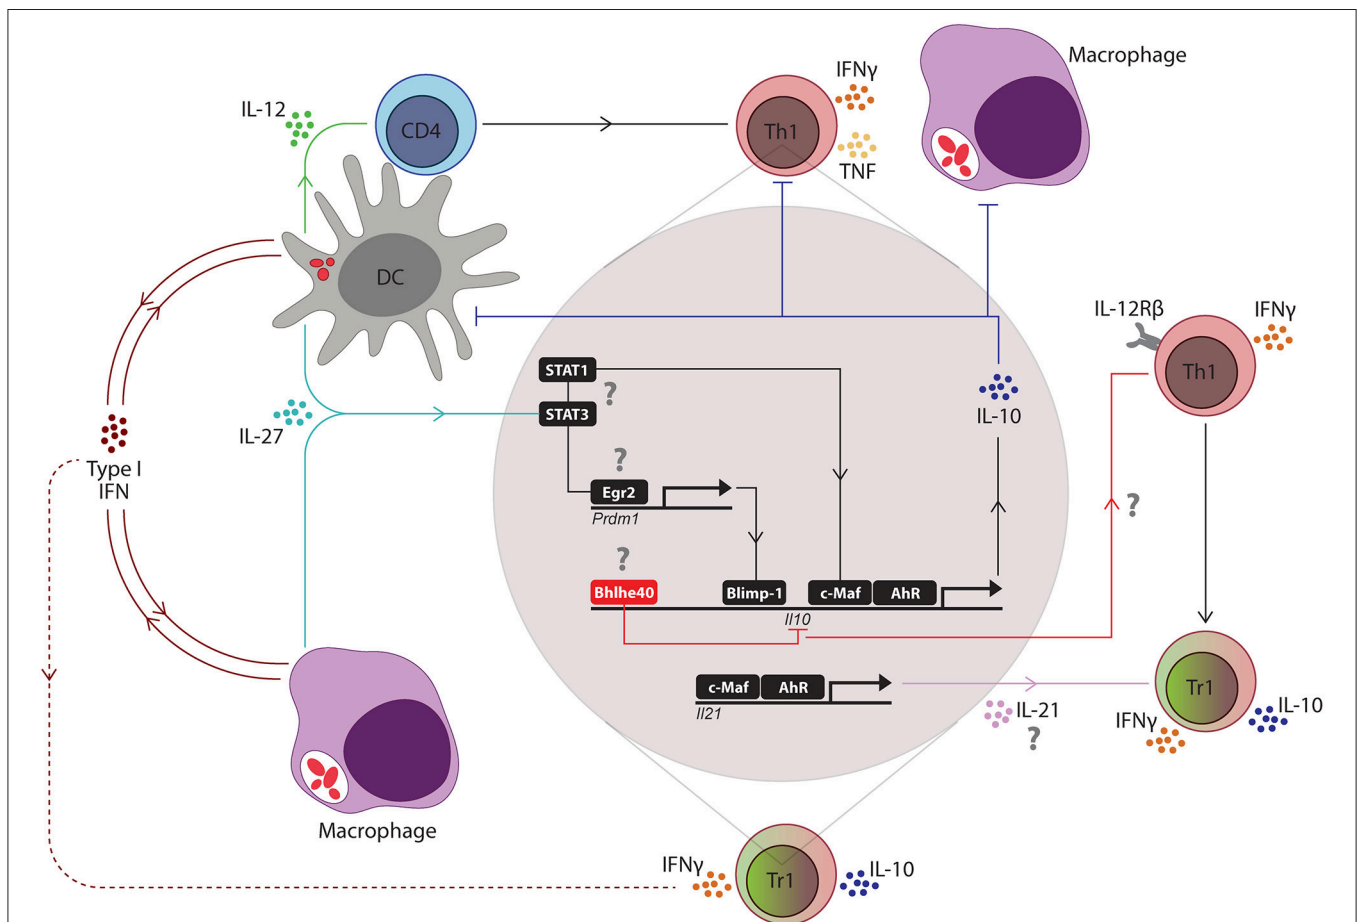 Macrophage
IFNγ
IL-12
CD4
Th1
TNF
DC
IL-12Rβ
IFNγ
Th1
STAT1
?
STAT3
IL-10
IL-27
Type I
IFN
?
Egr2
Prdm1
?
?
Bhlhe40
Blimp-1
c-Maf
AhR
Il10
c-Maf
AhR
Il21
IL-21
?
Tr1
IL-10
IFNγ
Macrophage
IFNγ
Tr1
IL-10